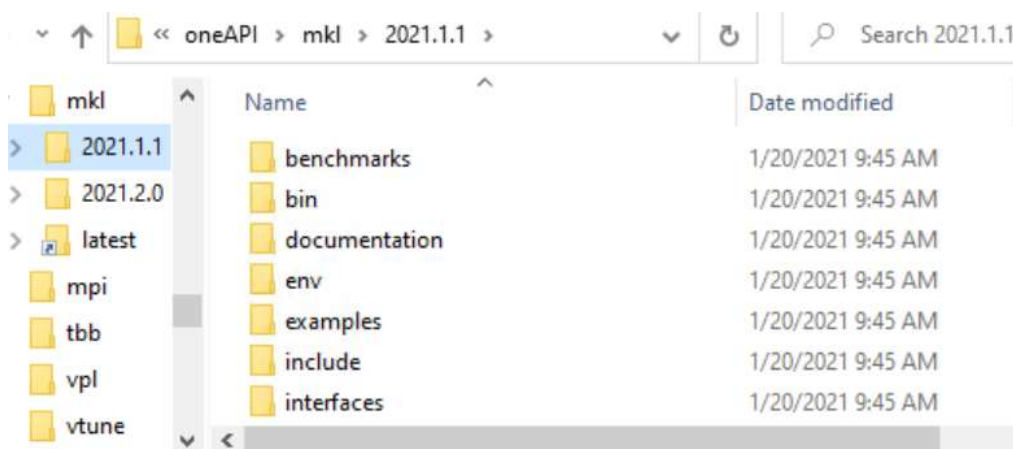 « oneAPI > mkl > 2021.1.1 > Search 2021.1.1
mkl
2021.1.1
2021.2.0
latest
mpi
tbb
vpl
vtune
Name Date modified
benchmarks 1/20/2021 9:45 AM
bin 1/20/2021 9:45 AM
documentation 1/20/2021 9:45 AM
env 1/20/2021 9:45 AM
examples 1/20/2021 9:45 AM
include 1/20/2021 9:45 AM
interfaces 1/20/2021 9:45 AM